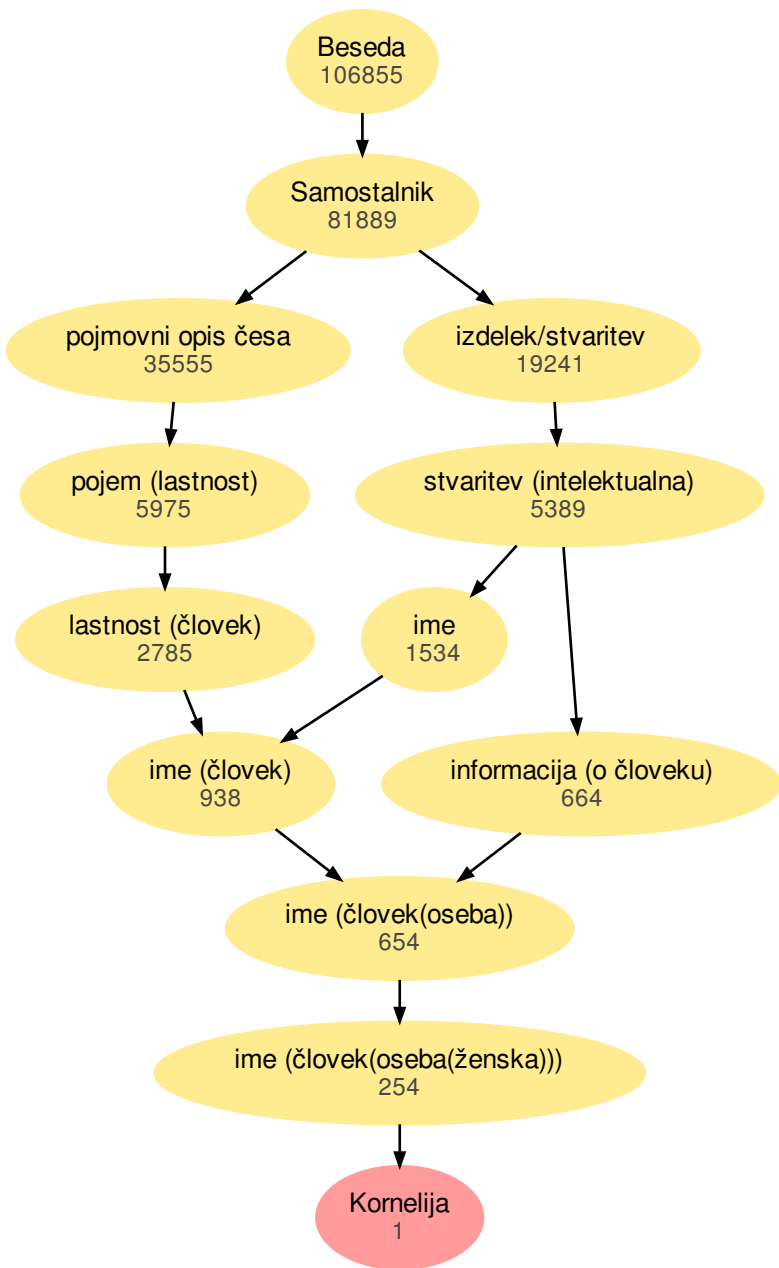 Beseda
106855
Samostalnik
81889
pojmovni opis česa
35555
izdelek/stvaritev
19241
pojem (lastnost)
5975
stvaritev (intelektualna)
5389
lastnost (človek)
2785
ime
1534
ime (človek)
938
informacija (o človeku)
664
ime (človek(oseba))
654
ime (človek(oseba(ženska)))
254
Kornelija
1